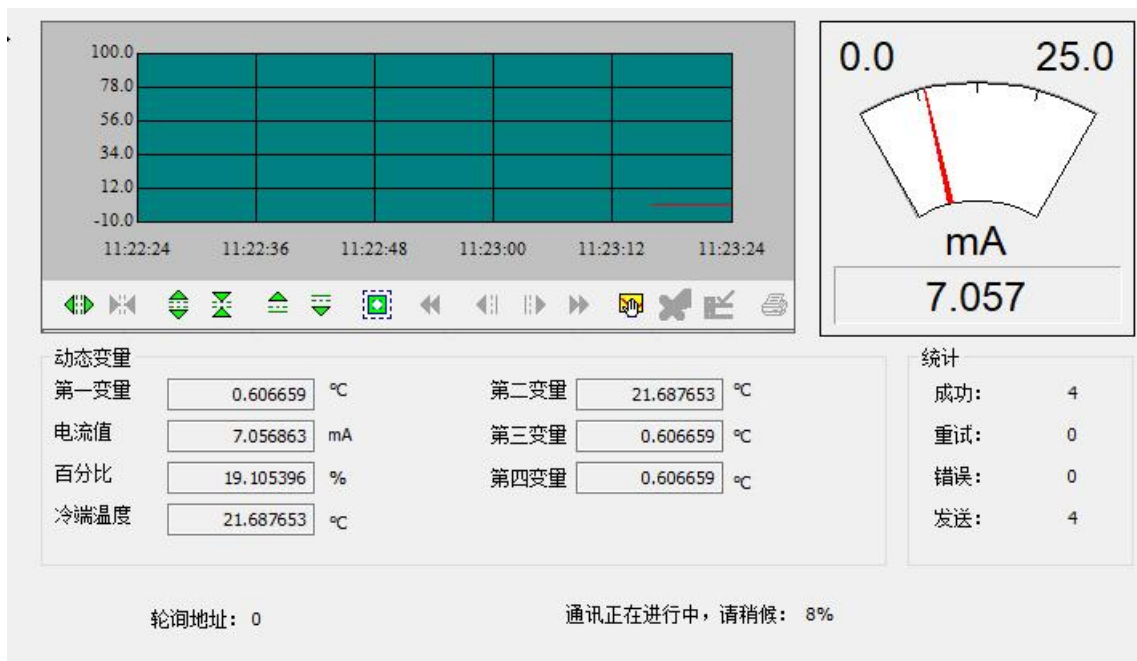 100.0
78.0
56.0
34.0
12.0
-10.0
11:22:24 11:22:36 11:22:48 11:23:00 11:23:12 11:23:24
0.0 25.0
mA
7.057
动态变量
第一变量 0.606659 ℃ 第二变量 21.687653 ℃
电流值 7.056863 mA 第三变量 0.606659 ℃
百分比 19.105396 % 第四变量 0.606659 ℃
冷端温度 21.687653 ℃
统计
成功: 4
重试: 0
错误: 0
发送: 4
轮询地址: 0 通讯正在进行中，请稍候: 8%